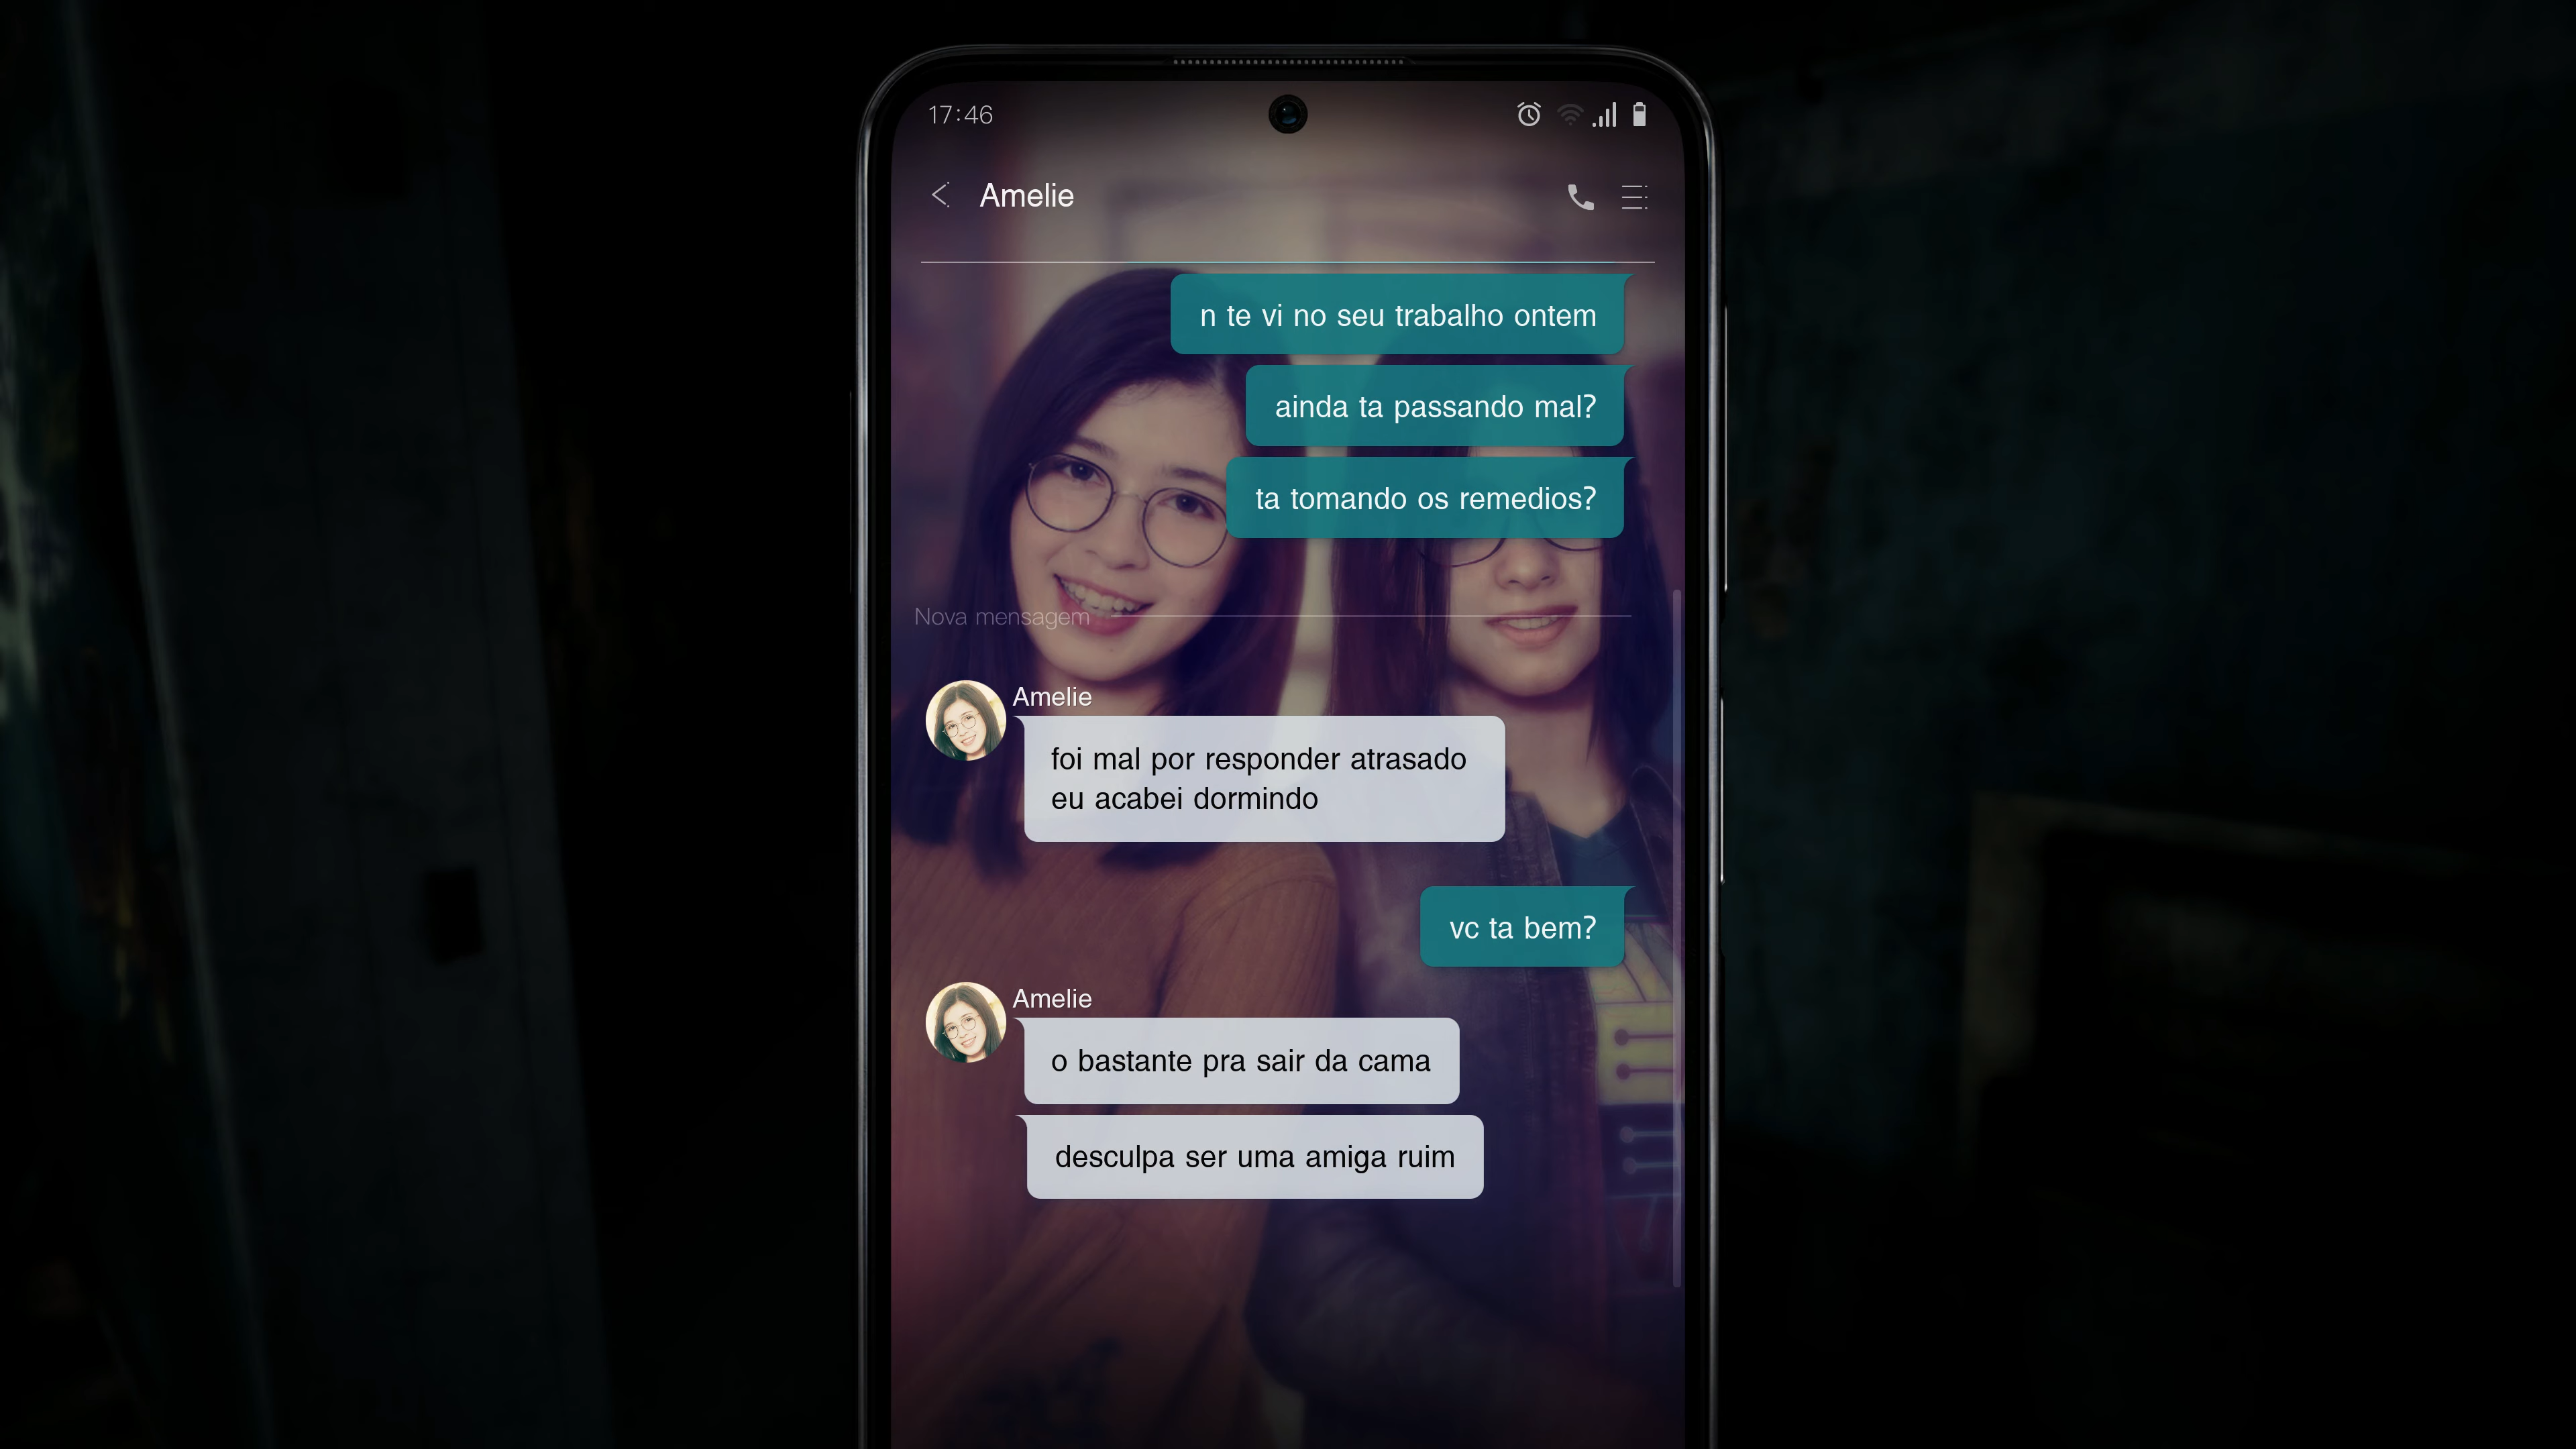 17:46
Amelie
n te vi no seu trabalho ontem
ainda ta passando mal?
ta tomando os remedios?
Nova mensagem
Amelie
foi mal por responder atrasado
eu acabei dormindo
vc ta bem?
Amelie
o bastante pra sair da cama
desculpa ser uma amiga ruim